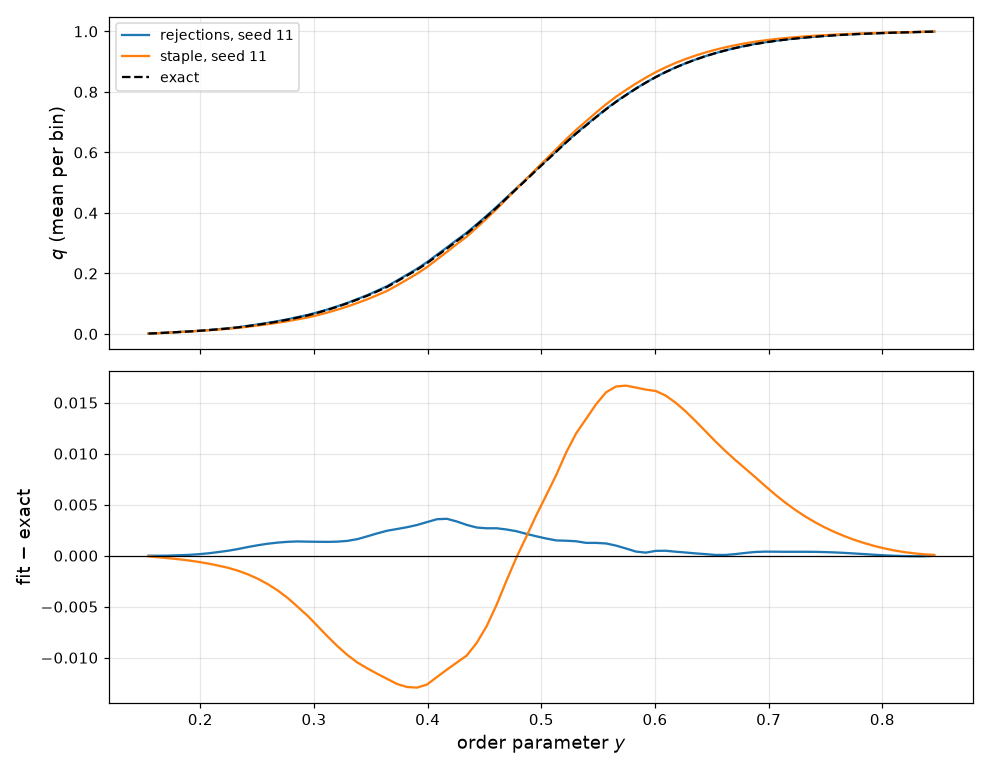 rejections, seed 11
staple, seed 11
exact
1.0
0.8
0.6
0.4
0.2
0.0
q (mean per bin)
0.015
0.010
0.005
0.000
−0.005
−0.010
fit − exact
0.2 0.3 0.4 0.5 0.6 0.7 0.8
order parameter y